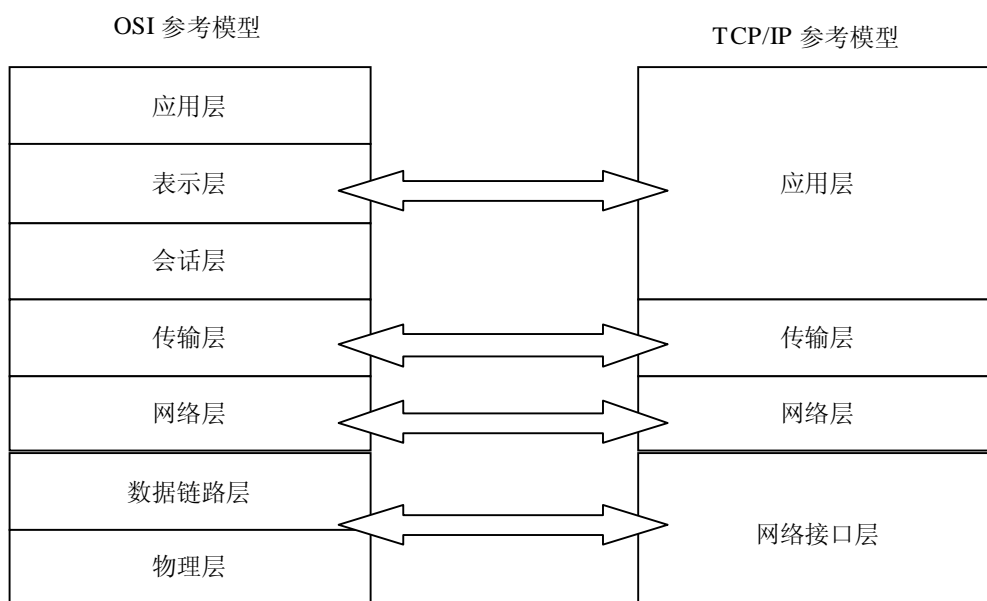 OSI 参考模型
TCP/IP 参考模型
应用层
表示层
会话层
传输层
网络层
数据链路层
物理层
应用层
传输层
网络层
网络接口层